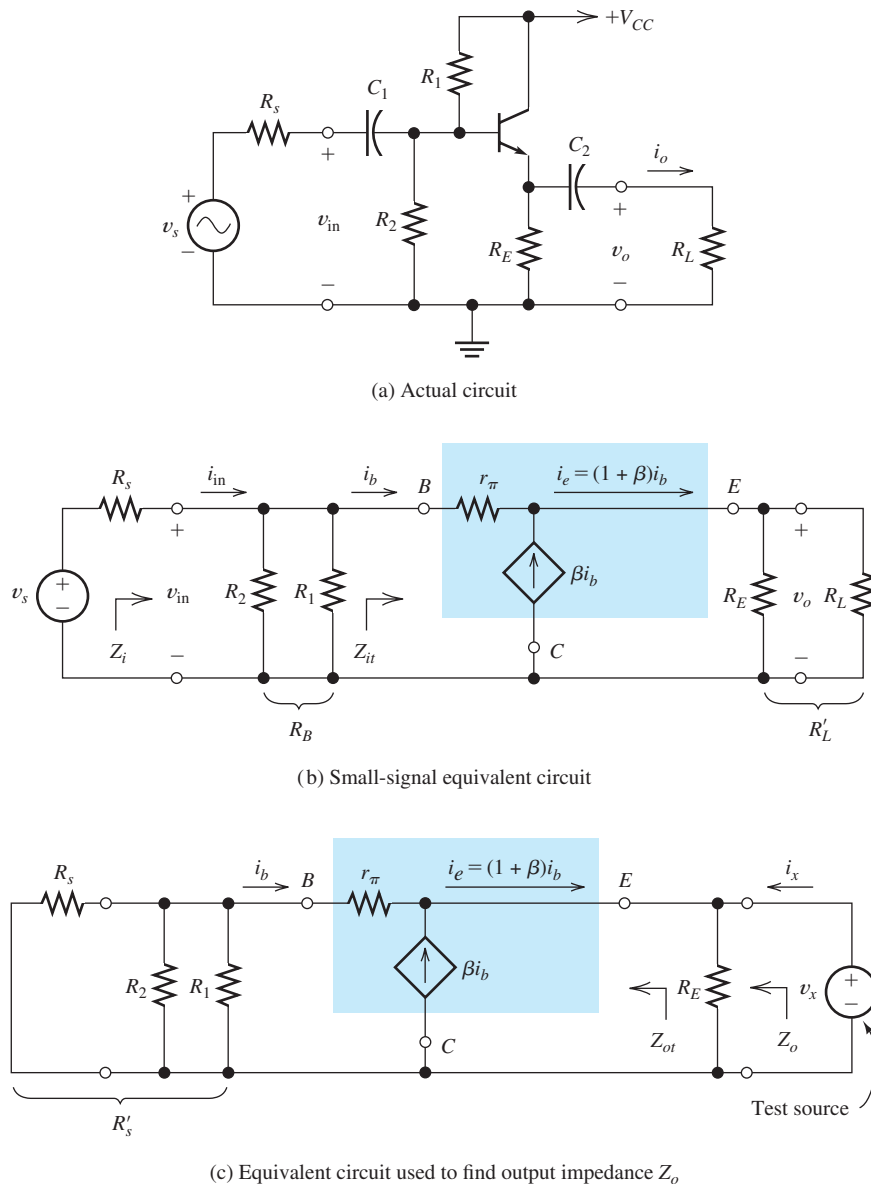 +V_CC
R_1
C_1
R_s
C_2
i_o
+
+
v_s
−
v_in
R_2
R_E
+
v_o
R_L
−
−
(a) Actual circuit
R_s
i_in
i_b
B
r_π
i_e = (1 + β)i_b
E
+
+
v_s
+
−
v_in
R_2
R_1
βi_b
R_E
v_o
R_L
Z_i
Z_it
−
C
−
R_B
R′_L
(b) Small-signal equivalent circuit
R_s
i_b
B
r_π
i_e = (1 + β)i_b
E
i_x
R_2
R_1
βi_b
R_E
v_x
+
−
C
Z_ot
Z_o
R′_s
Test source
(c) Equivalent circuit used to find output impedance Z_o